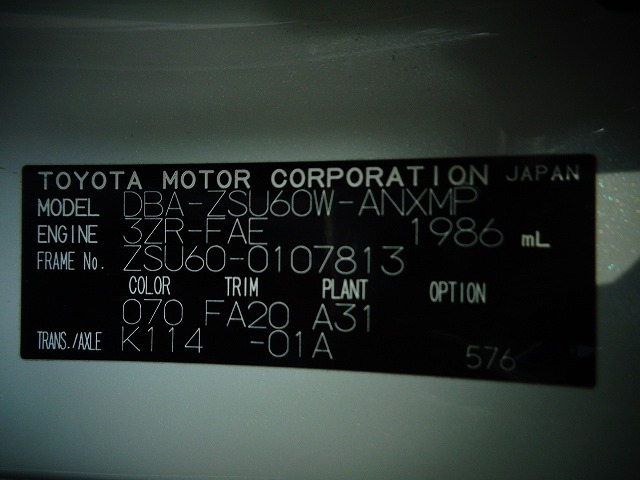 TOYOTA MOTOR CORPORATION JAPAN
MODEL DBA-ZSU60W-ANXMP
ENGINE 3ZR-FAE 1986 mL
FRAME No. ZSU60-0107813
COLOR TRIM PLANT OPTION
070 FA20 A31
TRANS./AXLE K114 -01A
576